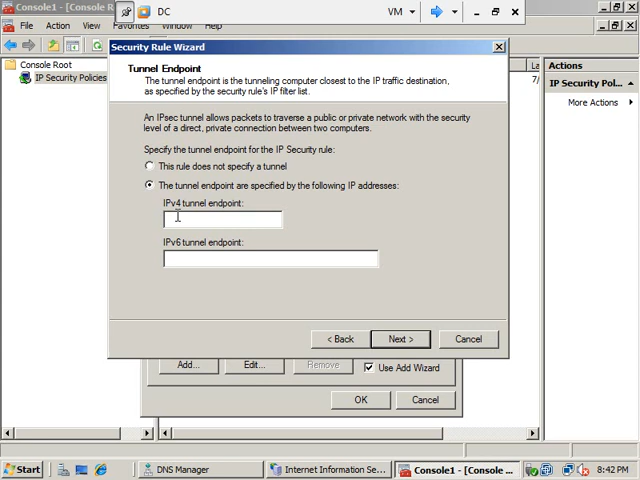 Console1 - [Console R
DC
VM
File
Action
View
Favorites
Window
Help
Security Rule Wizard
Console Root
IP Security Policies
La
7/
Actions
IP Security Pol...
More Actions
Tunnel Endpoint
The tunnel endpoint is the tunneling computer closest to the IP traffic destination,
as specified by the security rule's IP filter list.
An IPsec tunnel allows packets to traverse a public or private network with the security
level of a direct, private connection between two computers.
Specify the tunnel endpoint for the IP Security rule:
This rule does not specify a tunnel
The tunnel endpoint are specified by the following IP addresses:
IPv4 tunnel endpoint:
IPv6 tunnel endpoint:
< Back
Next >
Cancel
Add...
Edit...
Remove
Use Add Wizard
OK
Cancel
Start
DNS Manager
Internet Information Se...
Console1 - [Console ...
8:42 PM